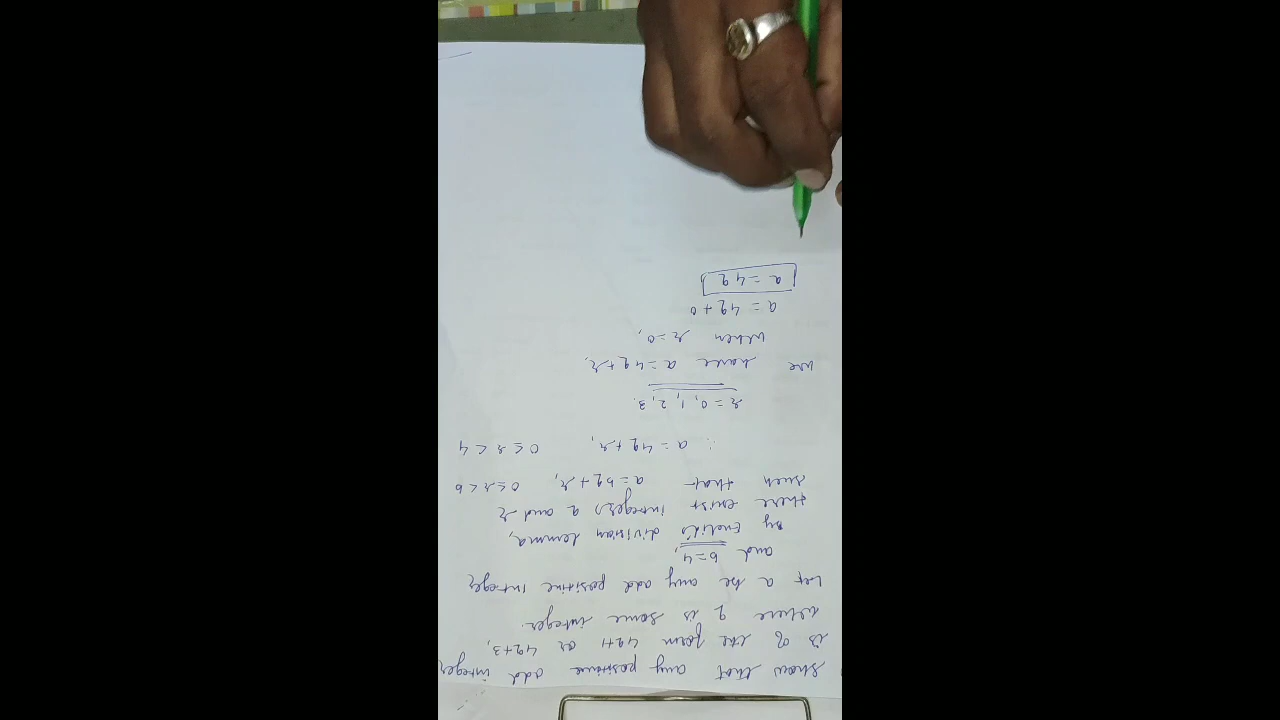 show that any positive odd integer
is of the form 4q+1 or 4q+3,
where q is some integer.
Let a be any odd positive integer
and b=4,
By Euclid's division lemma,
there exist integers q and r
such that a=bq+r, 0≤r<b
∴ a=4q+r, 0≤r<4
r=0,1,2,3.
we have a=4q+r,
when r=0,
a=4q+0
a=4q